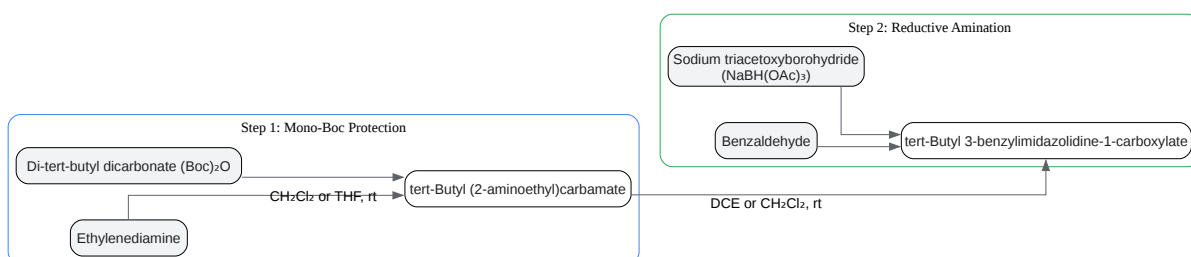 Step 2: Reductive Amination
Sodium triacetoxyborohydride
(NaBH(OAc)₃)
Benzaldehyde
tert-Butyl 3-benzylimidazolidine-1-carboxylate
Step 1: Mono-Boc Protection
Di-tert-butyl dicarbonate (Boc)₂O
CH₂Cl₂ or THF, rt
tert-Butyl (2-aminoethyl)carbamate
DCE or CH₂Cl₂, rt
Ethylenediamine